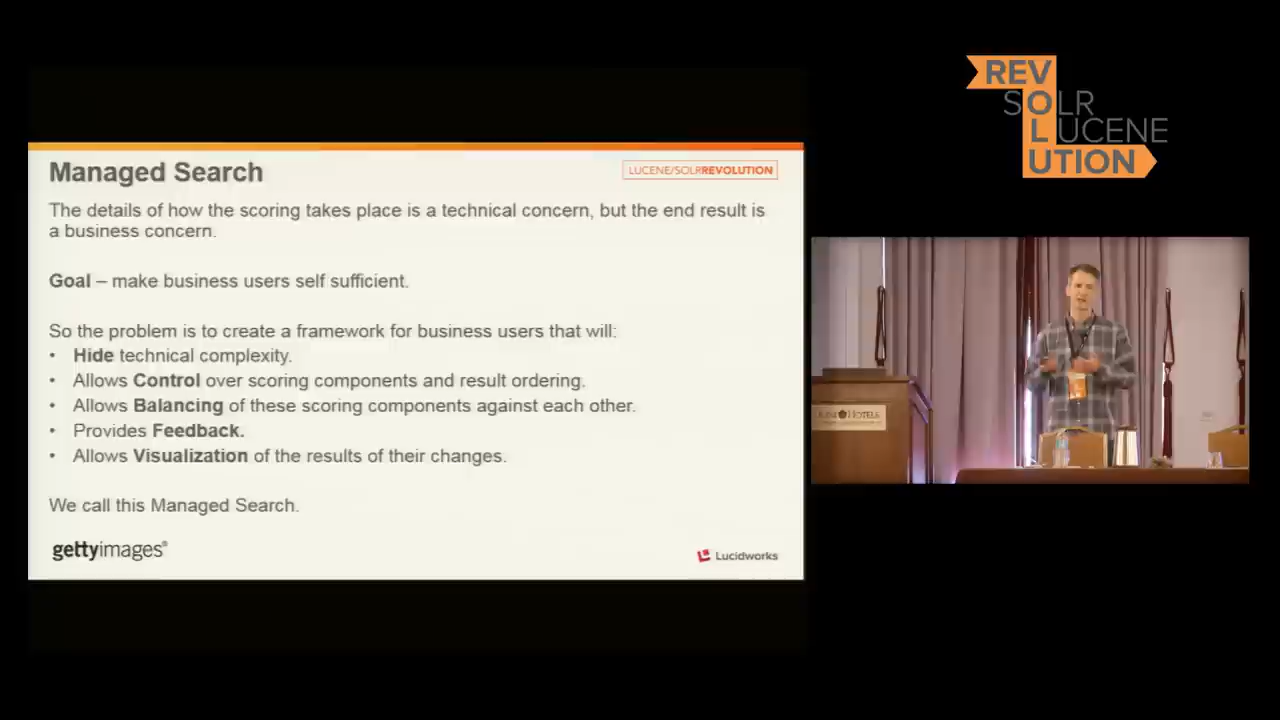 REV
SOLR
LUCENE
UTION
Managed Search
LUCENE/SOLRREVOLUTION
The details of how the scoring takes place is a technical concern, but the end result is
a business concern.
Goal – make business users self sufficient.
So the problem is to create a framework for business users that will:
• Hide technical complexity.
• Allows Control over scoring components and result ordering.
• Allows Balancing of these scoring components against each other.
• Provides Feedback.
• Allows Visualization of the results of their changes.
We call this Managed Search.
gettyimages®
Lucidworks
HOTELS